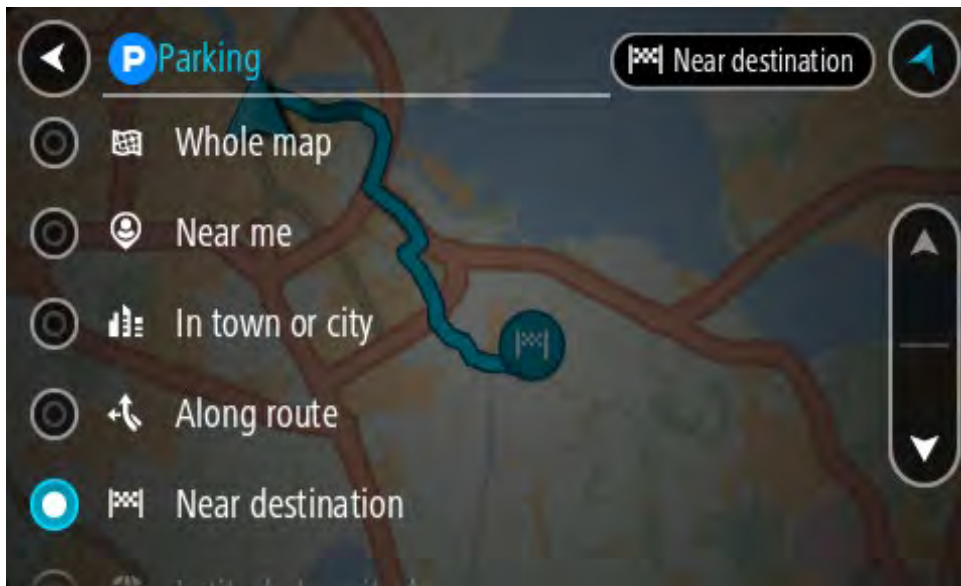 P Parking
Near destination
Whole map
Near me
In town or city
Along route
Near destination